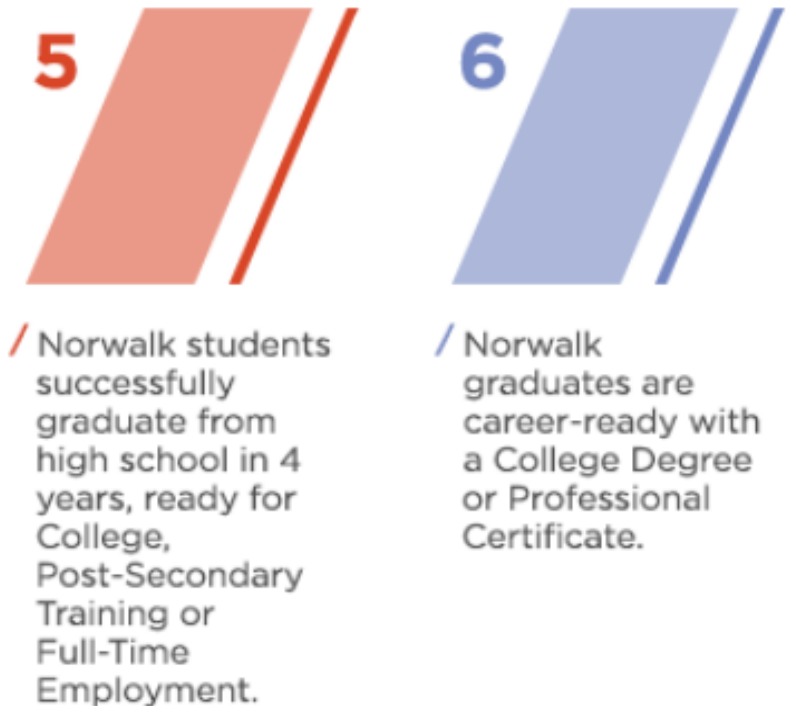 5
/ Norwalk students
successfully
graduate from
high school in 4
years, ready for
College,
Post-Secondary
Training or
Full-Time
Employment.
6
/ Norwalk
graduates are
career-ready with
a College Degree
or Professional
Certificate.